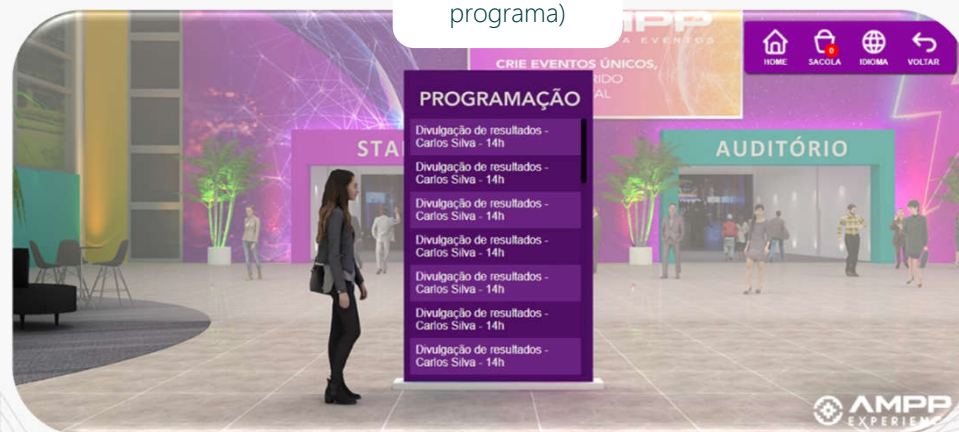 programa)
AMPP
A EVENTOS
CRIE EVENTOS ÚNICOS,
RIDO
AL
HOME
SACOLA
0
IDIOMA
VOLTAR
PROGRAMAÇÃO
Divulgação de resultados -
Carlos Silva - 14h
Divulgação de resultados -
Carlos Silva - 14h
Divulgação de resultados -
Carlos Silva - 14h
Divulgação de resultados -
Carlos Silva - 14h
Divulgação de resultados -
Carlos Silva - 14h
Divulgação de resultados -
Carlos Silva - 14h
Divulgação de resultados -
Carlos Silva - 14h
STA
AUDITÓRIO
AMPP
EXPERIENCE